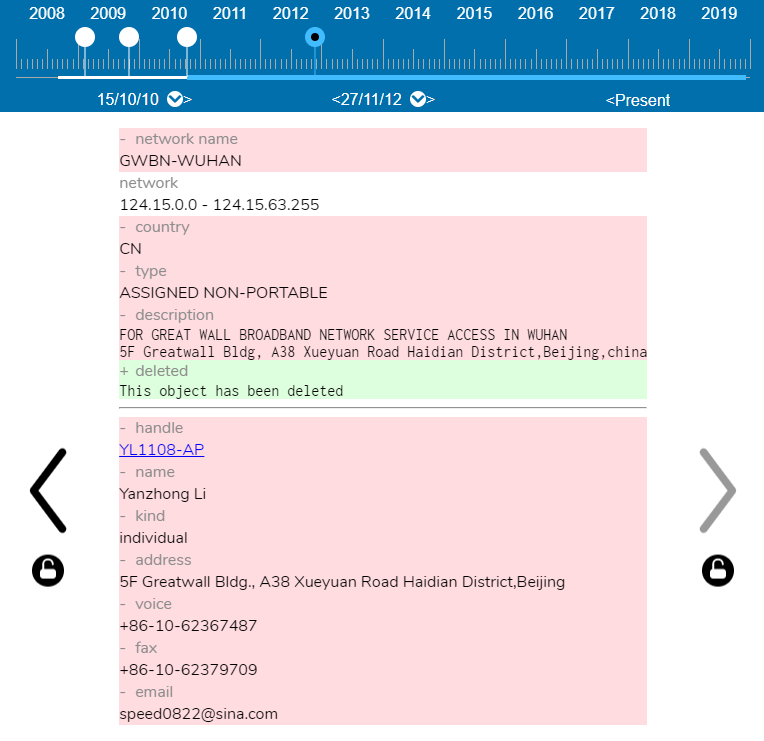 2008 2009 2010 2011 2012 2013 2014 2015 2016 2017 2018 2019
15/10/10 > <27/11/12 > <Present
- network name
GWBN-WUHAN
network
124.15.0.0 - 124.15.63.255
- country
CN
- type
ASSIGNED NON-PORTABLE
- description
FOR GREAT WALL BROADBAND NETWORK SERVICE ACCESS IN WUHAN
5F Greatwall Bldg, A38 Xueyuan Road Haidian District,Beijing,china
+ deleted
This object has been deleted
- handle
YL1108-AP
- name
Yanzhong Li
- kind
individual
- address
5F Greatwall Bldg., A38 Xueyuan Road Haidian District,Beijing
- voice
+86-10-62367487
- fax
+86-10-62379709
- email
speed0822@sina.com